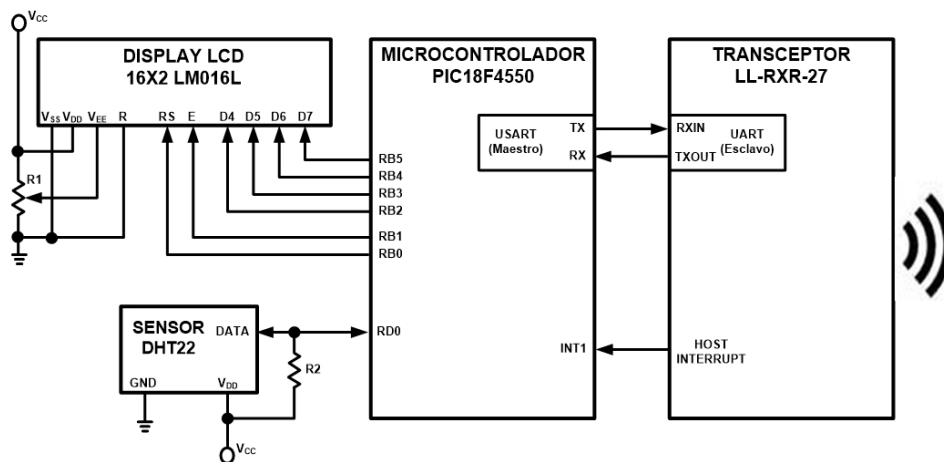 VCC
DISPLAY LCD
16X2 LM016L
VSS VDD VEE R RS E D4 D5 D6 D7
R1
MICROCONTROLADOR
PIC18F4550
USART
(Maestro)
TX
RX
RB5
RB4
RB3
RB2
RB1
RB0
RD0
INT1
TRANSCEPTOR
LL-RXR-27
RXIN
TXOUT
UART
(Esclavo)
HOST
INTERRUPT
SENSOR
DHT22
DATA
GND
VDD
R2
VCC